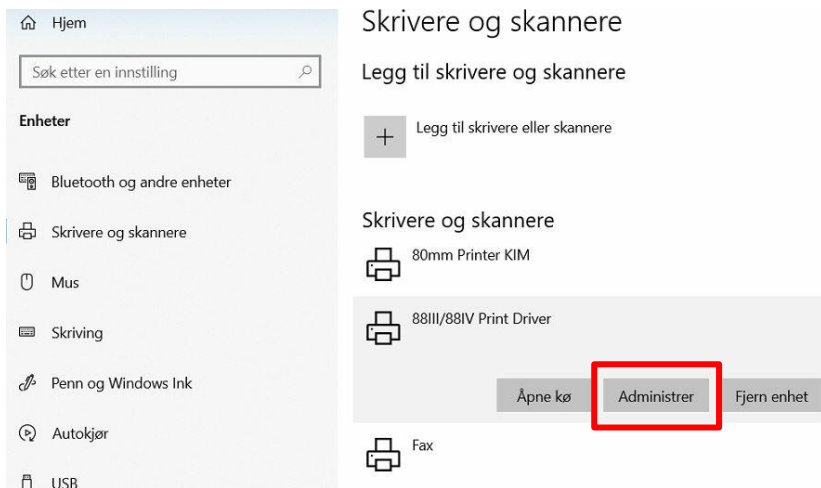 Hjem
Søk etter en innstilling
Enheter
Bluetooth og andre enheter
Skrivere og skannere
Mus
Skriving
Penn og Windows Ink
Autokjør
USB
Skrivere og skannere
Legg til skrivere og skannere
Legg til skrivere eller skannere
Skrivere og skannere
80mm Printer KIM
88III/88IV Print Driver
Åpne kø Administrer Fjern enhet
Fax